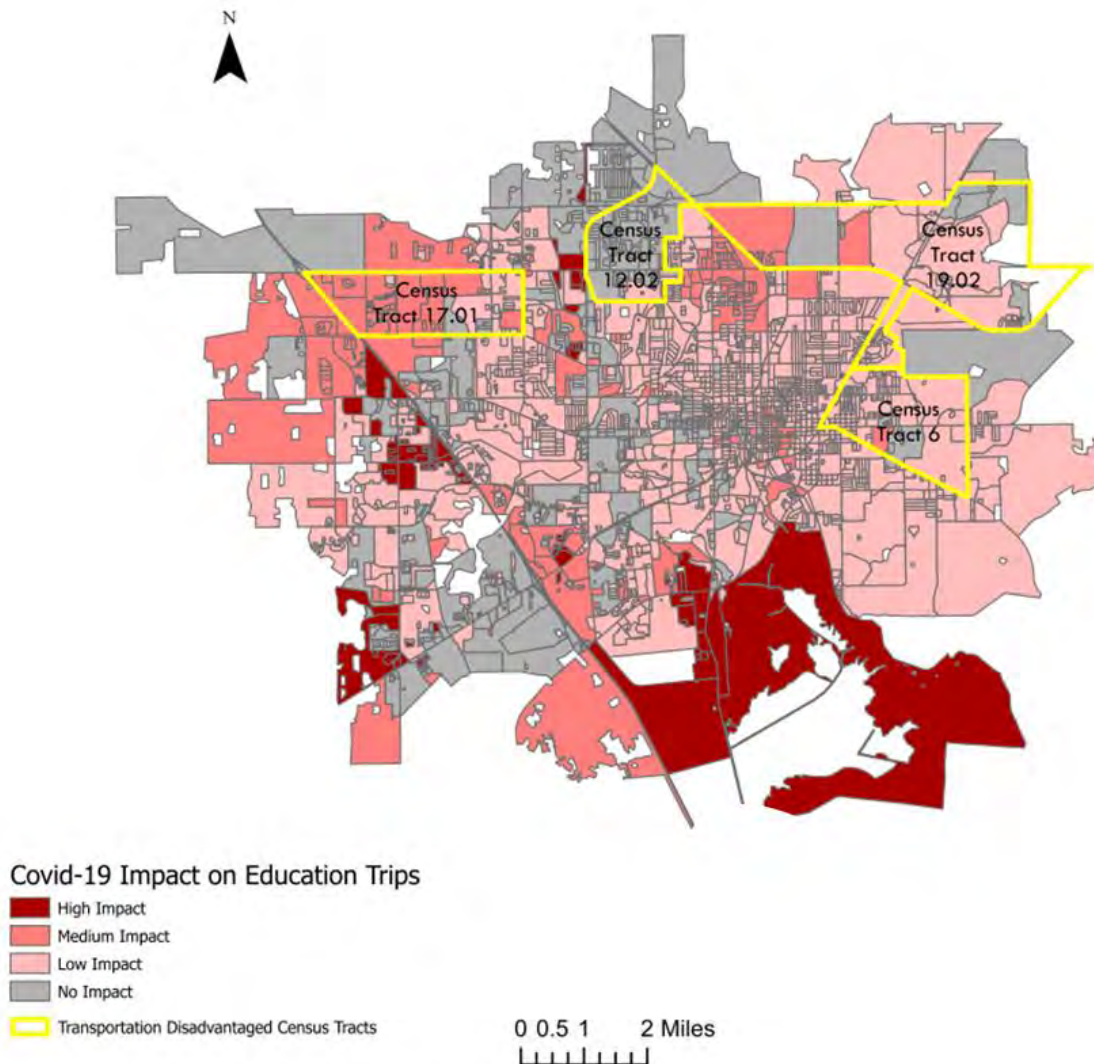 N
Census
Tract
12.02
Census
Tract
19.02
Census
Tract 17.01
Census
Tract 6
Covid-19 Impact on Education Trips
High Impact
Medium Impact
Low Impact
No Impact
Transportation Disadvantaged Census Tracts
0 0.5 1 2 Miles